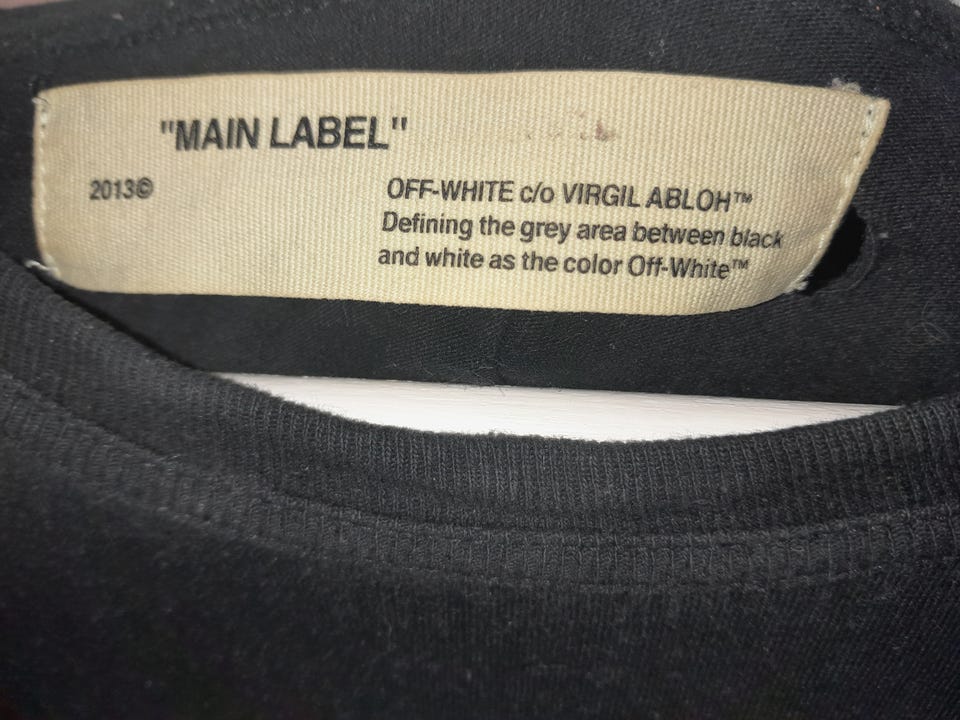 "MAIN LABEL"
2013©
OFF-WHITE c/o VIRGIL ABLOH™
Defining the grey area between black
and white as the color Off-White™